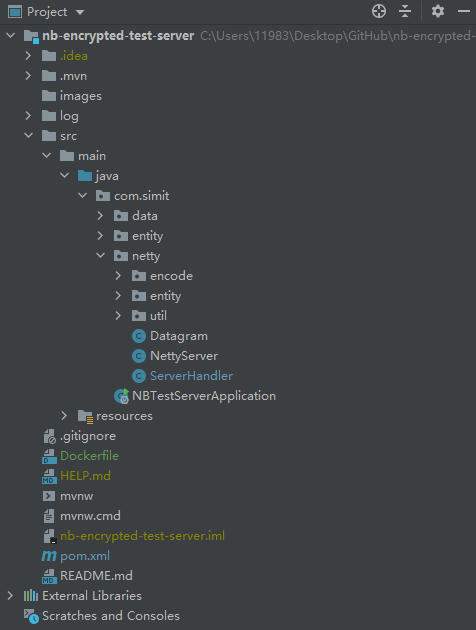 Project
nb-encrypted-test-server C:\Users\11983\Desktop\GitHub\nb-encrypted-
.idea
.mvn
images
log
src
main
java
com.simit
data
entity
netty
encode
entity
util
Datagram
NettyServer
ServerHandler
NBTestServerApplication
resources
.gitignore
Dockerfile
HELP.md
mvnw
mvnw.cmd
nb-encrypted-test-server.iml
pom.xml
README.md
External Libraries
Scratches and Consoles